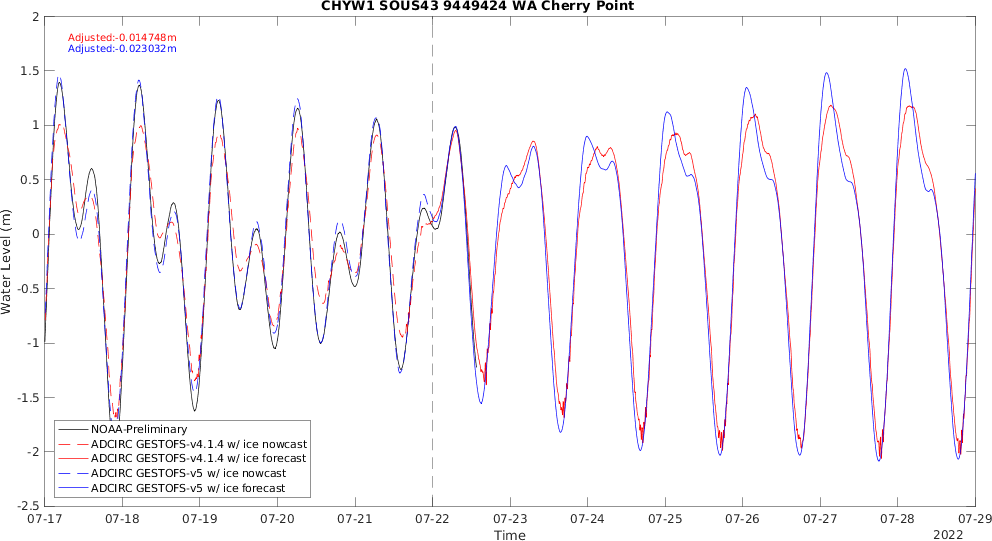 CHYW1 SOUS43 9449424 WA Cherry Point
Adjusted:-0.014748m
Adjusted:-0.023032m
Water Level (m)
2
1.5
1
0.5
0
-0.5
-1
-1.5
-2
-2.5
NOAA-Preliminary
ADCIRC GESTOFS-v4.1.4 w/ ice nowcast
ADCIRC GESTOFS-v4.1.4 w/ ice forecast
ADCIRC GESTOFS-v5 w/ ice nowcast
ADCIRC GESTOFS-v5 w/ ice forecast
07-17 07-18 07-19 07-20 07-21 07-22 07-23 07-24 07-25 07-26 07-27 07-28 07-29
Time
2022